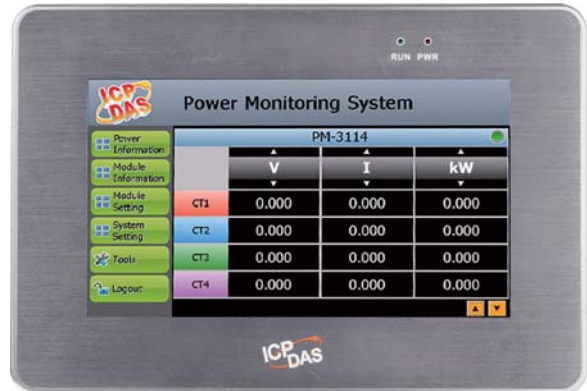 RUN PWR
ICP DAS
Power Monitoring System
Power Information
PM-3114
Module Information
V I kW
Module Setting
CT1 0.000 0.000 0.000
System Setting
CT2 0.000 0.000 0.000
Tools
CT3 0.000 0.000 0.000
Logout
CT4 0.000 0.000 0.000
ICP DAS